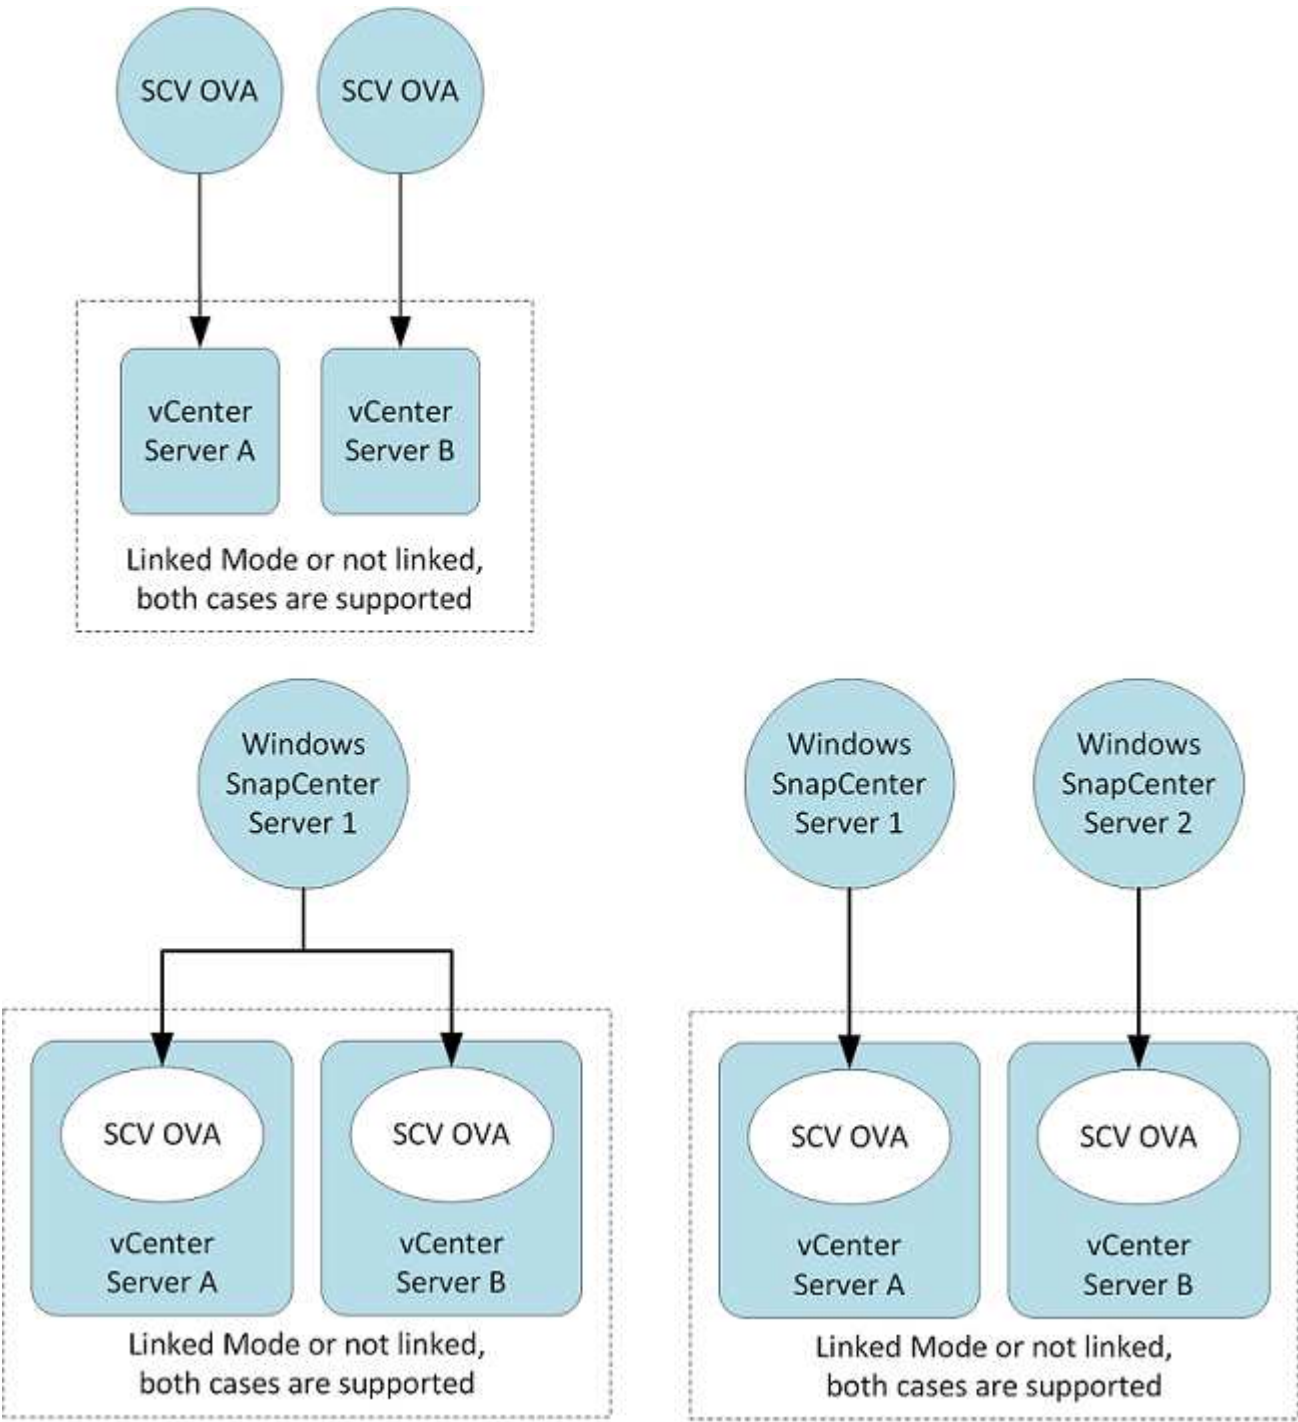 SCV OVA
SCV OVA
vCenter
Server A
vCenter
Server B
Linked Mode or not linked,
both cases are supported
Windows
SnapCenter
Server 1
SCV OVA
vCenter
Server A
SCV OVA
vCenter
Server B
Linked Mode or not linked,
both cases are supported
Windows
SnapCenter
Server 1
Windows
SnapCenter
Server 2
SCV OVA
vCenter
Server A
SCV OVA
vCenter
Server B
Linked Mode or not linked,
both cases are supported